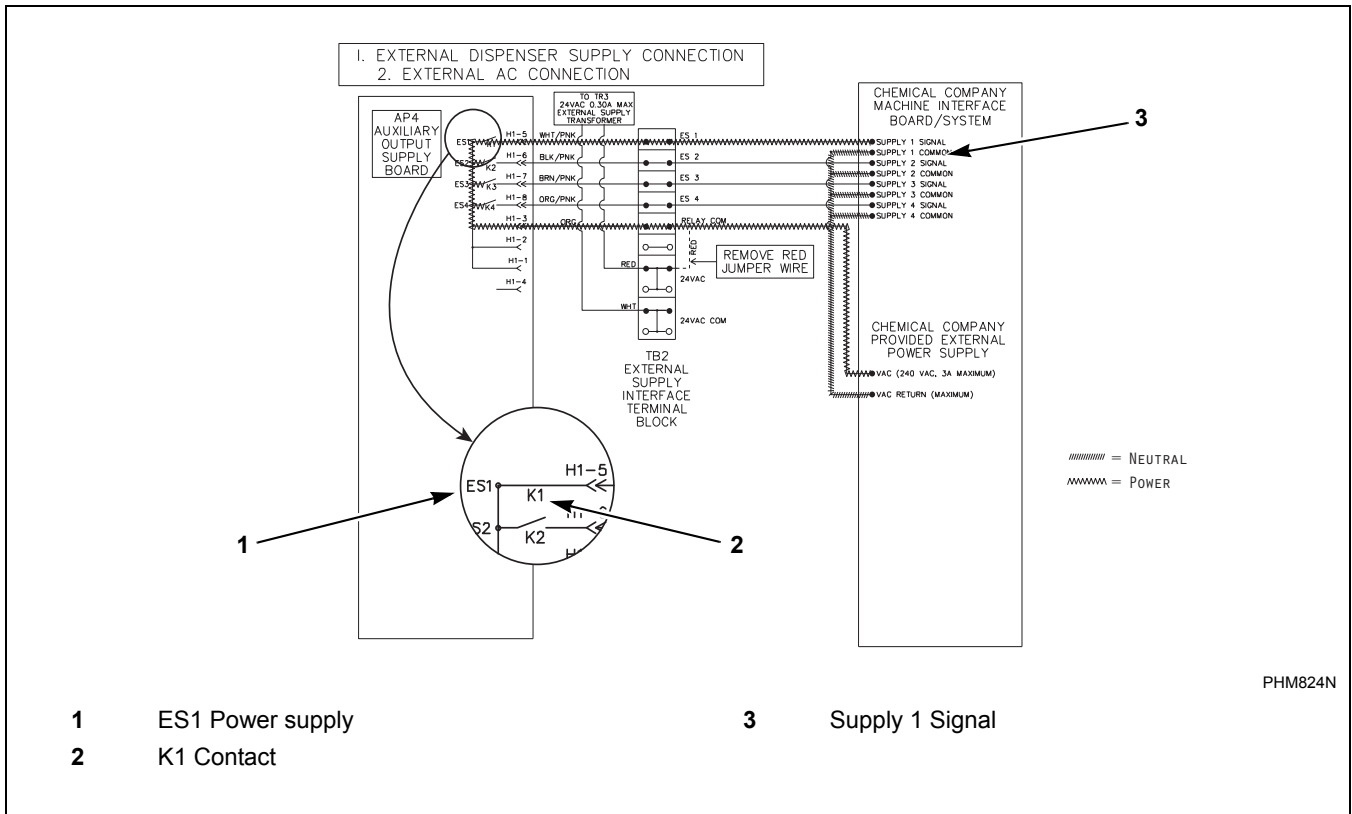 I. EXTERNAL DISPENSER SUPPLY CONNECTION
2. EXTERNAL AC CONNECTION
AP4
AUXILIARY
OUTPUT
SUPPLY
BOARD
TO TR3
24VAC 0.30A MAX
EXTERNAL SUPPLY
TRANSFORMER
CHEMICAL COMPANY
MACHINE INTERFACE
BOARD/SYSTEM
3
ES1 K1 H1-5 WHT/PNK ES 1
ES2 K2 H1-6 BLK/PNK ES 2
ES3 K3 H1-7 BRN/PNK ES 3
ES4 K4 H1-8 ORG/PNK ES 4
H1-3 ORG RELAY COM
H1-2
H1-1
H1-4
SUPPLY 1 SIGNAL
SUPPLY 1 COMMON
SUPPLY 2 SIGNAL
SUPPLY 2 COMMON
SUPPLY 3 SIGNAL
SUPPLY 3 COMMON
SUPPLY 4 SIGNAL
SUPPLY 4 COMMON
RED
REMOVE RED
JUMPER WIRE
RED
24VAC
WHT
24VAC COM
TB2
EXTERNAL
SUPPLY
INTERFACE
TERMINAL
BLOCK
CHEMICAL COMPANY
PROVIDED EXTERNAL
POWER SUPPLY
VAC (240 VAC, 3A MAXIMUM)
VAC RETURN (MAXIMUM)
= NEUTRAL
= POWER
H1-5
ES1
K1
S2
K2
1
2
PHM824N
1 ES1 Power supply
2 K1 Contact
3 Supply 1 Signal